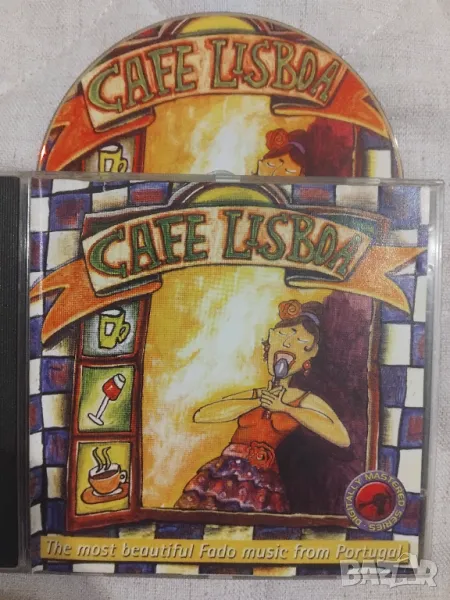 CAFE LISBOA
CAFE LISBOA
DIGITALLY MASTERED SERIES
The most beautiful Fado music from Portugal
BAZAR